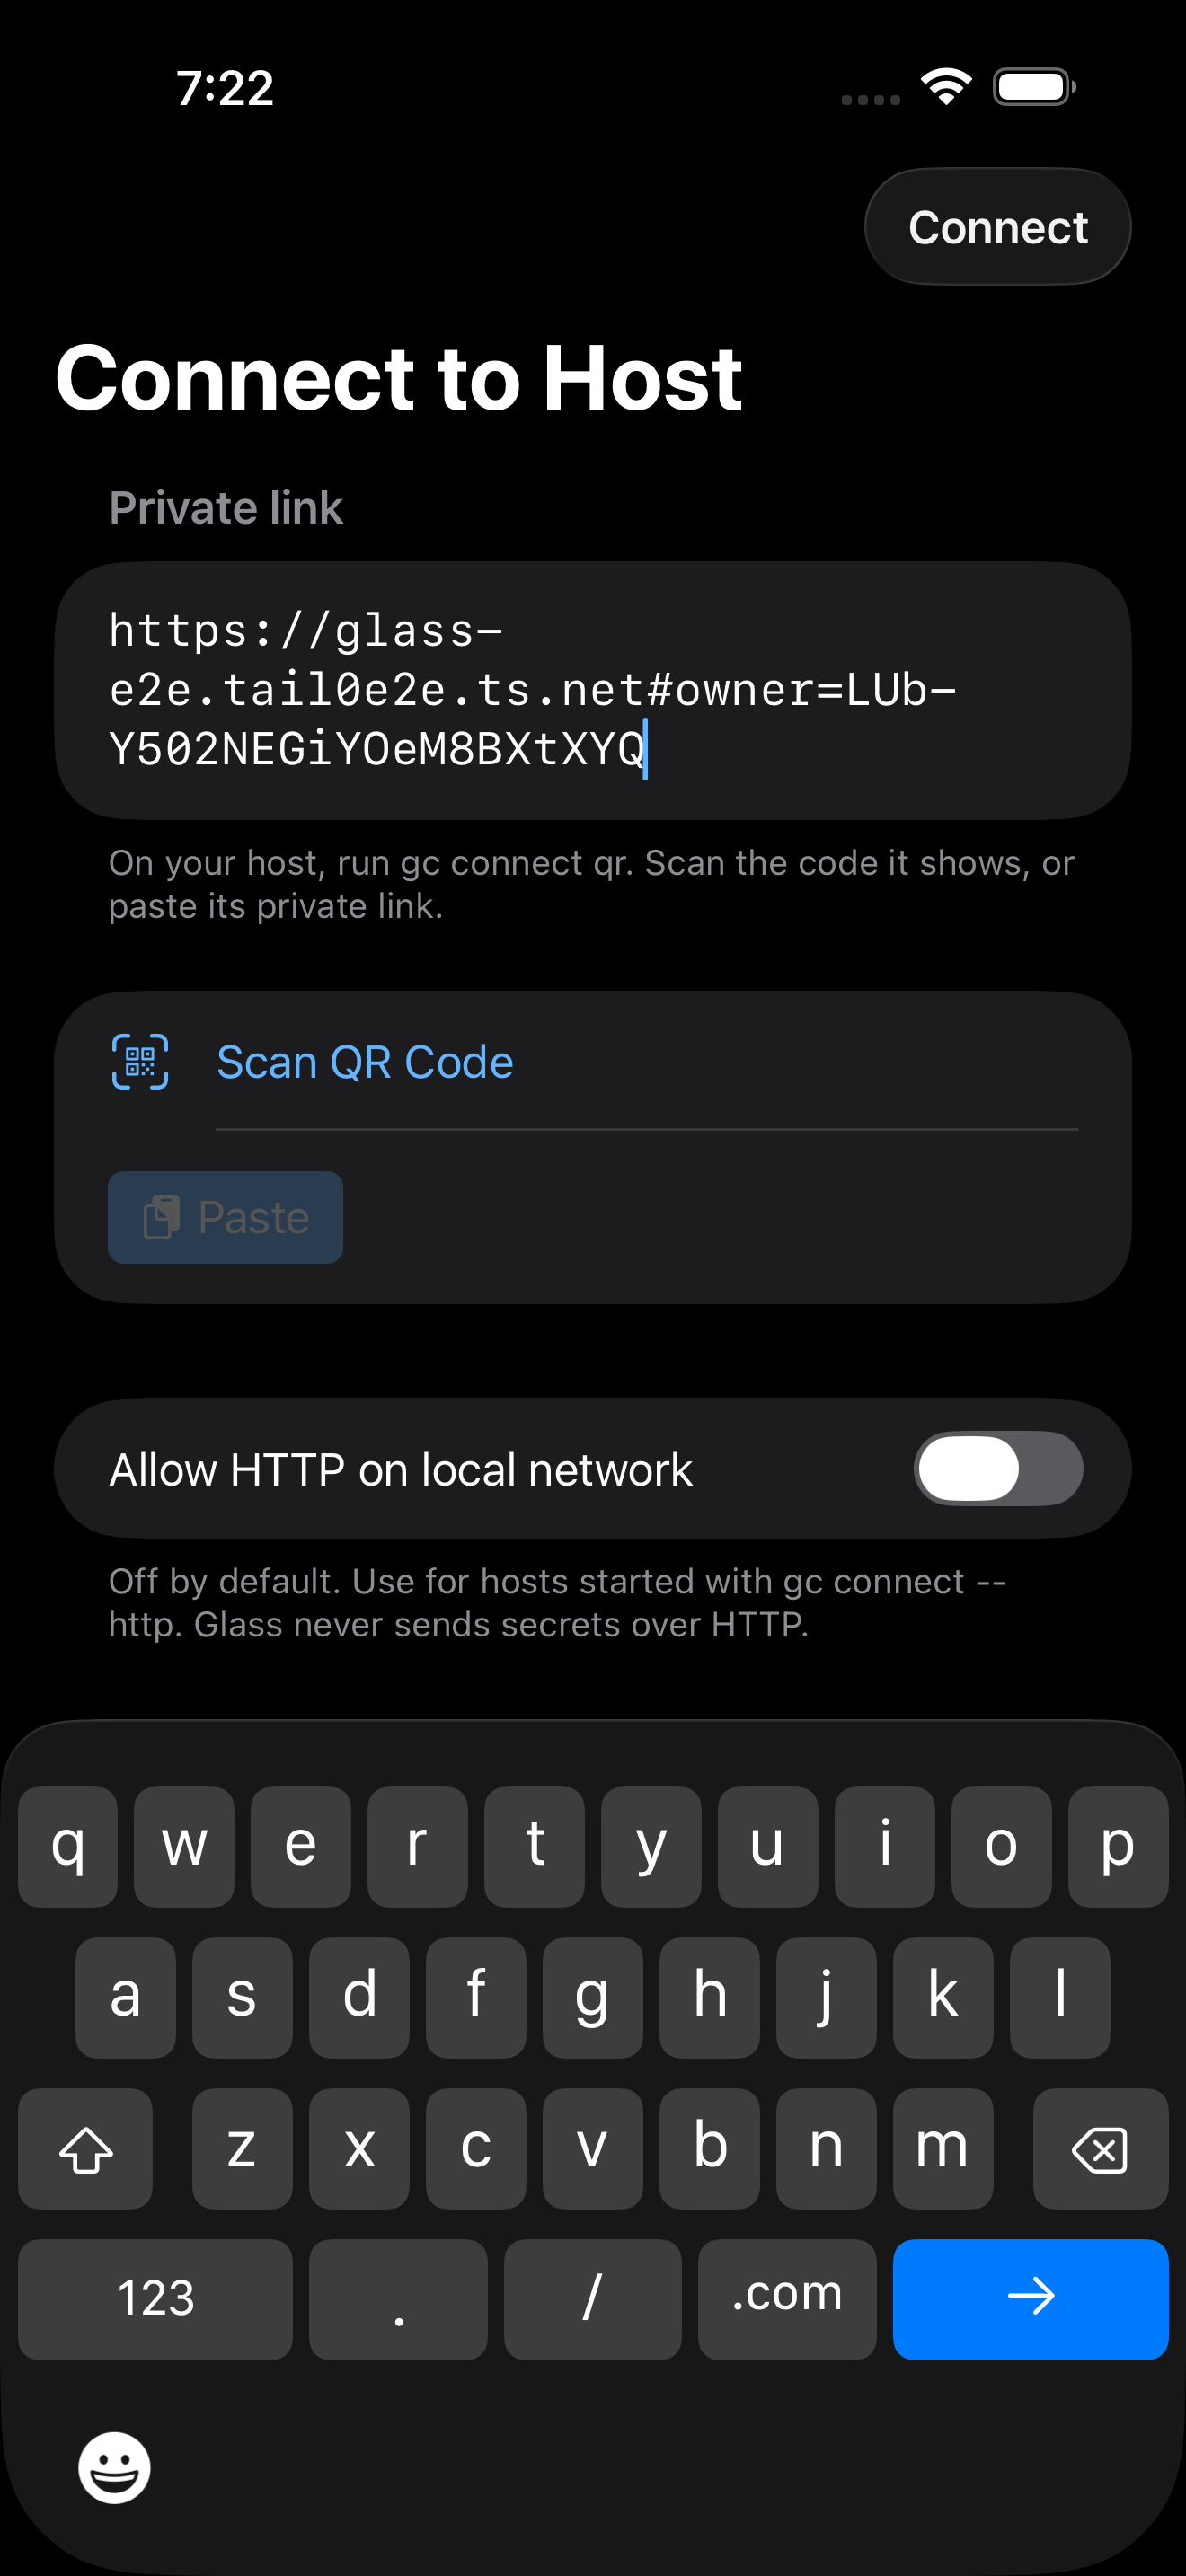 7:22
Connect
Connect to Host
Private link
https://glass-
e2e.tail0e2e.ts.net#owner=LUb-
Y502NEGiYOeM8BXtXYQ
On your host, run gc connect qr. Scan the code it shows, or
paste its private link.
Scan QR Code
Paste
Allow HTTP on local network
Off by default. Use for hosts started with gc connect --
http. Glass never sends secrets over HTTP.
q w e r t y u i o p
a s d f g h j k l
z x c v b n m
123 . / .com